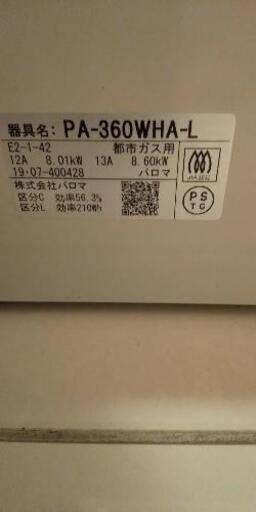 器具名: PA-360WHA-L
E2-1-42 都市ガス用
12A 8.01kW 13A 8.60kW
19·07-400428 パロマ
株式会社パロマ
区分C 効率56.3%
区分L 効率210Wh
PS
TG